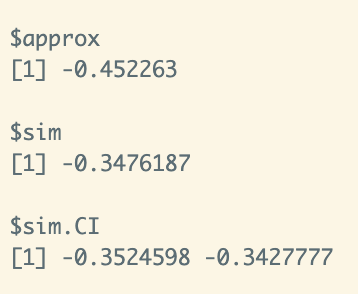 $approx
[1] -0.452263
$sim
[1] -0.3476187
$sim.CI
[1] -0.3524598 -0.3427777